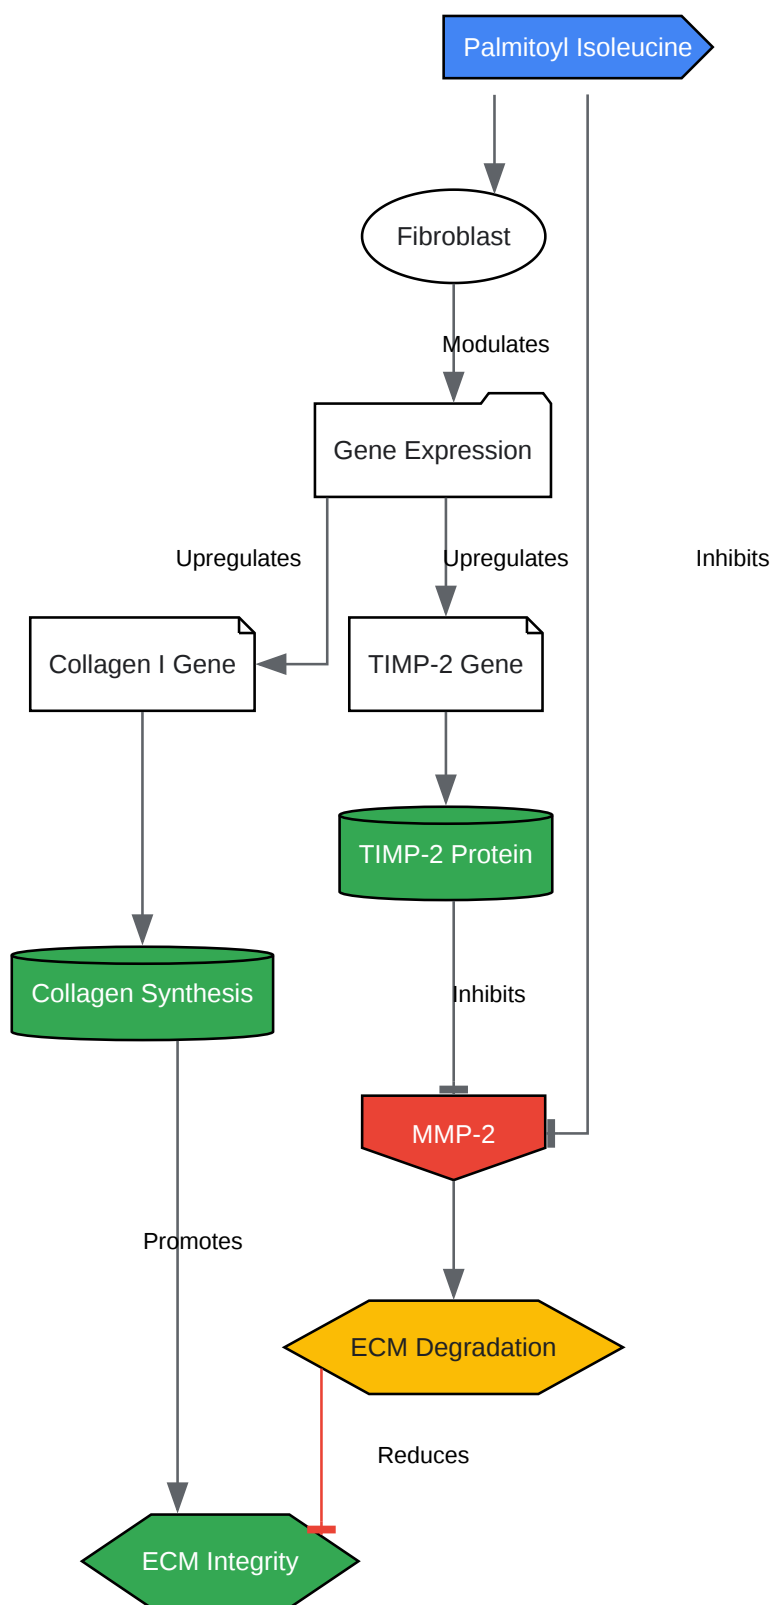 Palmitoyl Isoleucine
Fibroblast
Modulates
Gene Expression
Upregulates
Upregulates
Inhibits
Collagen I Gene
TIMP-2 Gene
TIMP-2 Protein
Collagen Synthesis
Inhibits
MMP-2
Promotes
ECM Degradation
Reduces
ECM Integrity